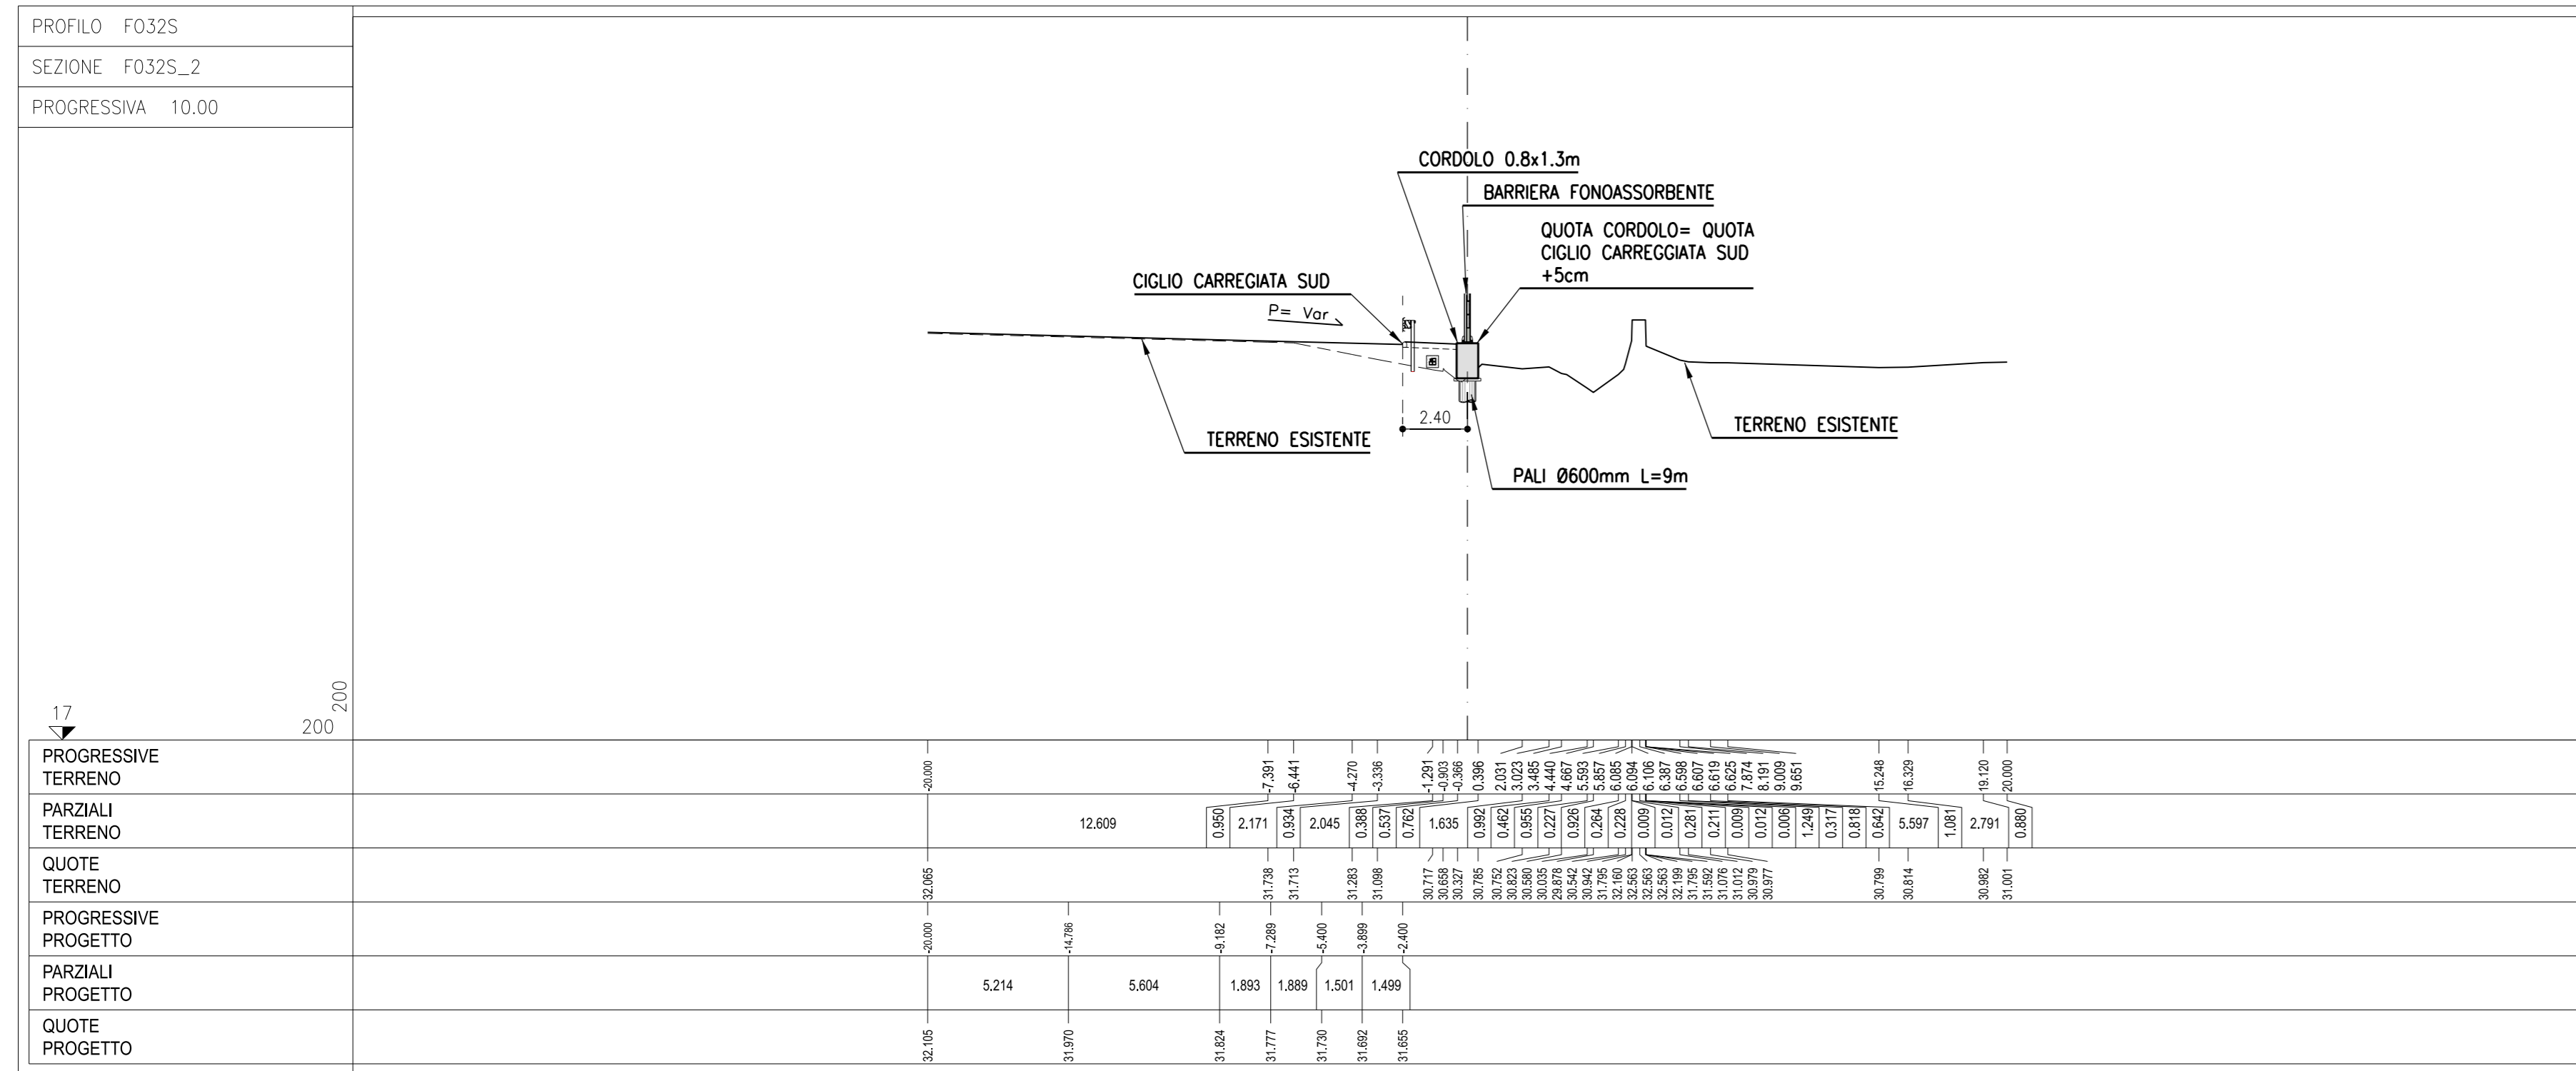 PROFILO F032S
SEZIONE F032S_2
PROGRESSIVA 10.00
CORDOLO 0.8x1.3m
BARRIERA FONOASSORBENTE
QUOTA CORDOLO= QUOTA
CIGLIO CARREGGIATA SUD
+5cm
CIGLIO CARREGIATA SUD
P= Var
2.40
TERRENO ESISTENTE
TERRENO ESISTENTE
PALI Ø600mm L=9m
17
200
200
PROGRESSIVE
TERRENO
-20.000 -7.391 -6.441 -4.270 -3.336 -1.291 -0.903 -0.366 0.396 2.031 3.023 3.485 4.440 4.667 5.593 5.857 6.085 6.094 6.106 6.387 6.598 6.607 6.619 6.625 7.874 8.191 9.009 9.651 15.248 16.329 19.120 20.000
PARZIALI
TERRENO
12.609 0.950 2.171 0.934 2.045 0.388 0.537 0.762 1.635 0.992 0.462 0.955 0.227 0.926 0.264 0.228 0.009 0.012 0.281 0.211 0.009 0.012 0.006 1.249 0.317 0.818 0.642 5.597 1.081 2.791 0.880
QUOTE
TERRENO
32.065 31.738 31.713 31.283 31.098 30.717 30.658 30.327 30.785 30.752 30.823 30.580 30.035 29.878 30.542 30.942 31.795 32.160 32.563 32.563 32.563 32.199 31.795 31.592 31.076 31.012 30.979 30.977 30.799 30.814 30.982 31.001
PROGRESSIVE
PROGETTO
-20.000 -14.786 -9.182 -7.289 -5.400 -3.899 -2.400
PARZIALI
PROGETTO
5.214 5.604 1.893 1.889 1.501 1.499
QUOTE
PROGETTO
32.105 31.970 31.824 31.777 31.730 31.692 31.655